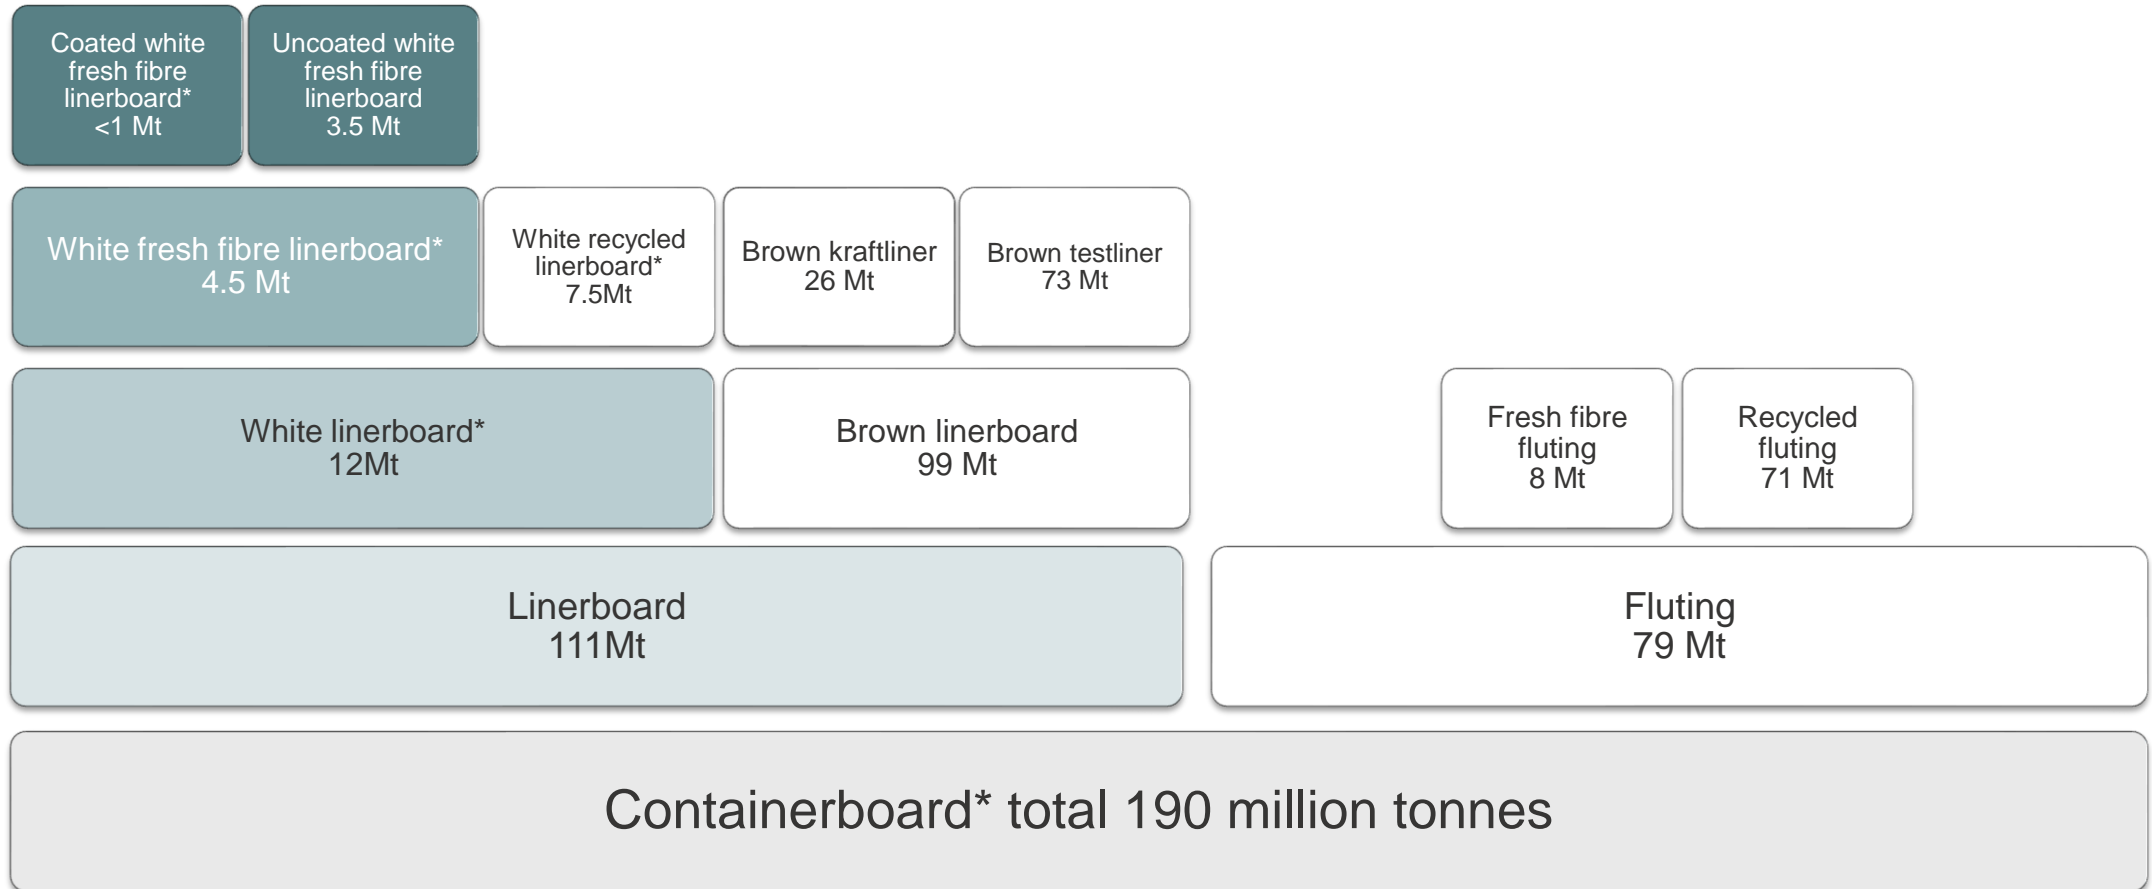 Coated white
fresh fibre
linerboard*
<1 Mt
Uncoated white
fresh fibre
linerboard
3.5 Mt
White fresh fibre linerboard*
4.5 Mt
White recycled
linerboard*
7.5Mt
Brown kraftliner
26 Mt
Brown testliner
73 Mt
White linerboard*
12Mt
Brown linerboard
99 Mt
Fresh fibre
fluting
8 Mt
Recycled
fluting
71 Mt
Linerboard
111Mt
Fluting
79 Mt
Containerboard* total 190 million tonnes